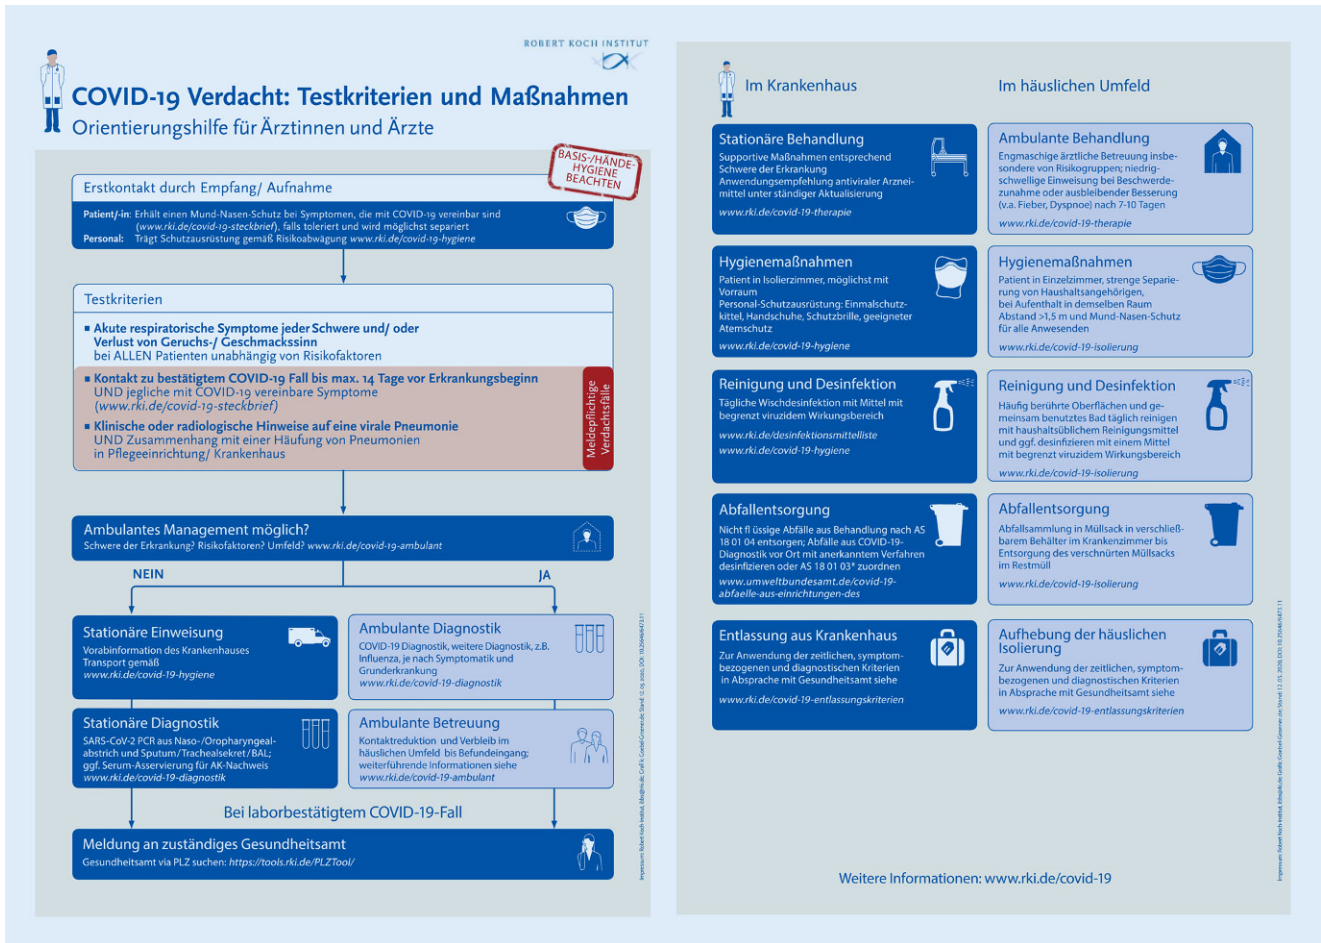 ROBERT KOCH INSTITUT
COVID-19 Verdacht: Testkriterien und Maßnahmen
Orientierungshilfe für Ärztinnen und Ärzte
BASIS-/HÄNDE-
HYGIENE
BEACHTEN
Erstkontakt durch Empfang/ Aufnahme
Patient/-in: Erhält einen Mund-Nasen-Schutz bei Symptomen, die mit COVID-19 vereinbar sind
(www.rki.de/covid-19-steckbrief), falls toleriert und wird möglichst separiert
Personal: Trägt Schutzausrüstung gemäß Risikoabwägung www.rki.de/covid-19-hygiene
Testkriterien
▪ Akute respiratorische Symptome jeder Schwere und/ oder
Verlust von Geruchs-/ Geschmackssinn
bei ALLEN Patienten unabhängig von Risikofaktoren
▪ Kontakt zu bestätigtem COVID-19 Fall bis max. 14 Tage vor Erkrankungsbeginn
UND jegliche mit COVID-19 vereinbare Symptome
(www.rki.de/covid-19-steckbrief)
▪ Klinische oder radiologische Hinweise auf eine virale Pneumonie
UND Zusammenhang mit einer Häufung von Pneumonien
in Pflegeeinrichtung/ Krankenhaus
Meldepflichtige
Verdachtsfälle
Ambulantes Management möglich?
Schwere der Erkrankung? Risikofaktoren? Umfeld? www.rki.de/covid-19-ambulant
NEIN
JA
Stationäre Einweisung
Vorabinformation des Krankenhauses
Transport gemäß
www.rki.de/covid-19-hygiene
Ambulante Diagnostik
COVID-19 Diagnostik, weitere Diagnostik, z.B.
Influenza, je nach Symptomatik und
Grunderkrankung
www.rki.de/covid-19-diagnostik
Stationäre Diagnostik
SARS-CoV-2 PCR aus Naso-/Oropharyngeal-
abstrich und Sputum/Trachealsekret/BAL;
ggf. Serum-Asservierung für AK-Nachweis
www.rki.de/covid-19-diagnostik
Ambulante Betreuung
Kontaktreduktion und Verbleib im
häuslichen Umfeld bis Befundeingang;
weiterführende Informationen siehe
www.rki.de/covid-19-ambulant
Bei laborbestätigtem COVID-19-Fall
Meldung an zuständiges Gesundheitsamt
Gesundheitsamt via PLZ suchen: https://tools.rki.de/PLZTool/
Im Krankenhaus
Im häuslichen Umfeld
Stationäre Behandlung
Supportive Maßnahmen entsprechend
Schwere der Erkrankung
Anwendungsempfehlung antiviraler Arznei-
mittel unter ständiger Aktualisierung
www.rki.de/covid-19-therapie
Ambulante Behandlung
Engmaschige ärztliche Betreuung insbe-
sondere von Risikogruppen; niedrig-
schwellige Einweisung bei Beschwerde-
zunahme oder ausbleibender Besserung
(v.a. Fieber, Dyspnoe) nach 7-10 Tagen
www.rki.de/covid-19-therapie
Hygienemaßnahmen
Patient in Isolierzimmer, möglichst mit
Vorraum
Personal-Schutzausrüstung: Einmalschutz-
kittel, Handschuhe, Schutzbrille, geeigneter
Atemschutz
www.rki.de/covid-19-hygiene
Hygienemaßnahmen
Patient in Einzelzimmer, strenge Separie-
rung von Haushaltsangehörigen,
bei Aufenthalt in demselben Raum
Abstand >1,5 m und Mund-Nasen-Schutz
für alle Anwesenden
www.rki.de/covid-19-isolierung
Reinigung und Desinfektion
Tägliche Wischdesinfektion mit Mittel mit
begrenzt viruzidem Wirkungsbereich
www.rki.de/desinfektionsmittelliste
www.rki.de/covid-19-hygiene
Reinigung und Desinfektion
Häufig berührte Oberflächen und ge-
meinsam benutztes Bad täglich reinigen
mit haushaltsüblichem Reinigungsmittel
und ggf. desinfizieren mit einem Mittel
mit begrenzt viruzidem Wirkungsbereich
www.rki.de/covid-19-isolierung
Abfallentsorgung
Nicht fl üssige Abfälle aus Behandlung nach AS
18 01 04 entsorgen; Abfälle aus COVID-19-
Diagnostik vor Ort mit anerkanntem Verfahren
desinfizieren oder AS 18 01 03* zuordnen
www.umweltbundesamt.de/covid-19-
abfaelle-aus-einrichtungen-des
Abfallentsorgung
Abfallsammlung in Müllsack in verschließ-
barem Behälter im Krankenzimmer bis
Entsorgung des verschnürten Müllsacks
im Restmüll
www.rki.de/covid-19-isolierung
Entlassung aus Krankenhaus
Zur Anwendung der zeitlichen, symptom-
bezogenen und diagnostischen Kriterien
in Absprache mit Gesundheitsamt siehe
www.rki.de/covid-19-entlassungskriterien
Aufhebung der häuslichen
Isolierung
Zur Anwendung der zeitlichen, symptom-
bezogenen und diagnostischen Kriterien
in Absprache mit Gesundheitsamt siehe
www.rki.de/covid-19-entlassungskriterien
Weitere Informationen: www.rki.de/covid-19